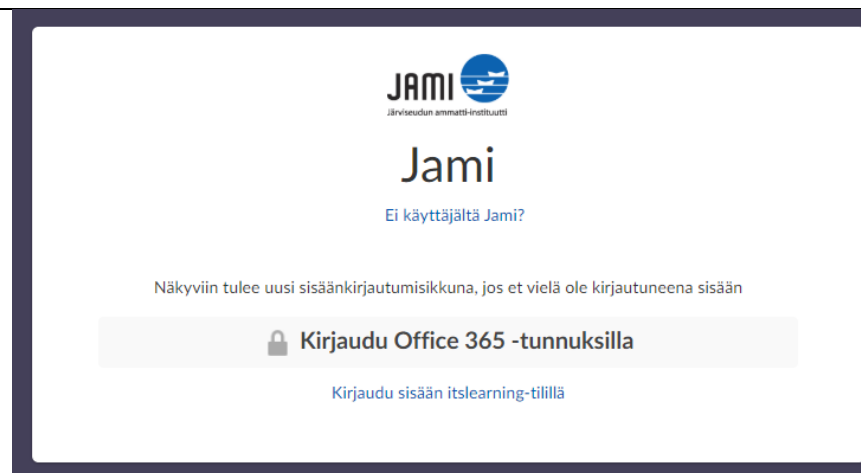 JAMI
Järviseudun ammatti-instituutti
Jami
Ei käyttäjältä Jami?
Näkyviin tulee uusi sisäänkirjautumisikkuna, jos et vielä ole kirjautuneena sisään
Kirjaudu Office 365 -tunnuksilla
Kirjaudu sisään itslearning-tilillä